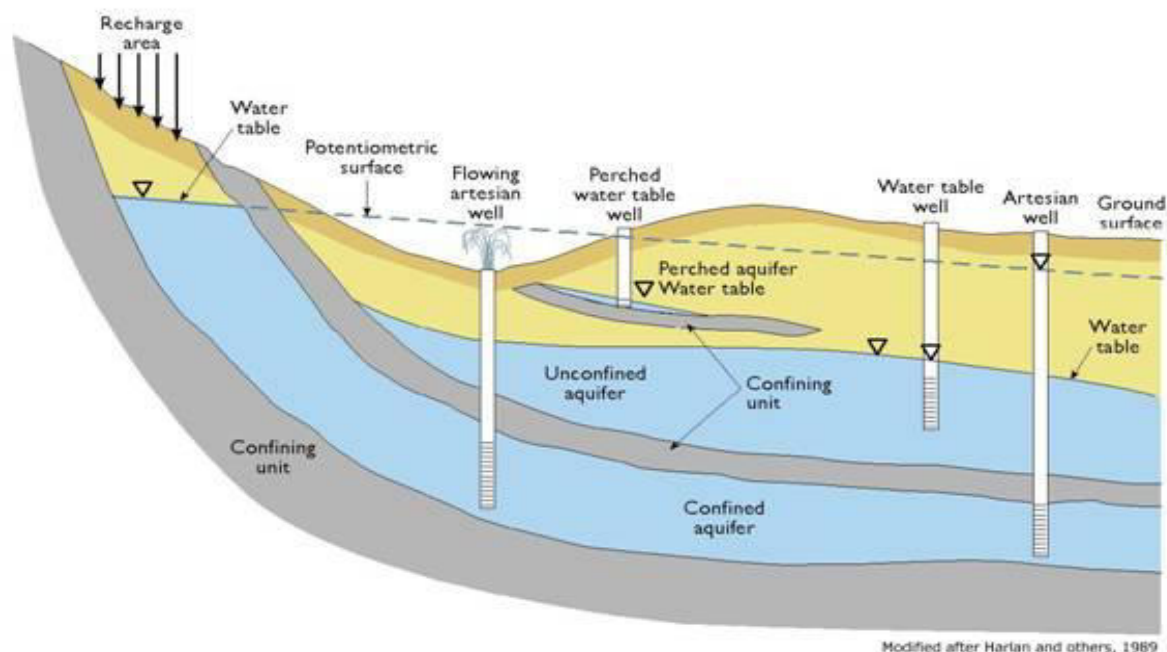 Recharge
area
Water
table
Potentiometric
surface
Flowing
artesian
well
Perched
water table
well
Water table
well
Artesian
well
Ground
surface
Perched aquifer
Water table
Water
table
Unconfined
aquifer
Confining
unit
Confining
unit
Confined
aquifer
Modified after Harlan and others, 1989